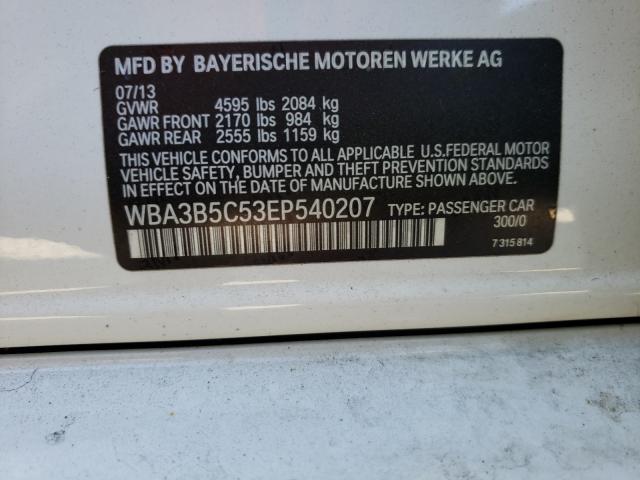 MFD BY BAYERISCHE MOTOREN WERKE AG
07/13
GVWR 4595 lbs 2084 kg
GAWR FRONT 2170 lbs 984 kg
GAWR REAR 2555 lbs 1159 kg
THIS VEHICLE CONFORMS TO ALL APPLICABLE U.S.FEDERAL MOTOR
VEHICLE SAFETY, BUMPER AND THEFT PREVENTION STANDARDS
IN EFFECT ON THE DATE OF MANUFACTURE SHOWN ABOVE.
WBA3B5C53EP540207 TYPE: PASSENGER CAR
300/0
7 315 814